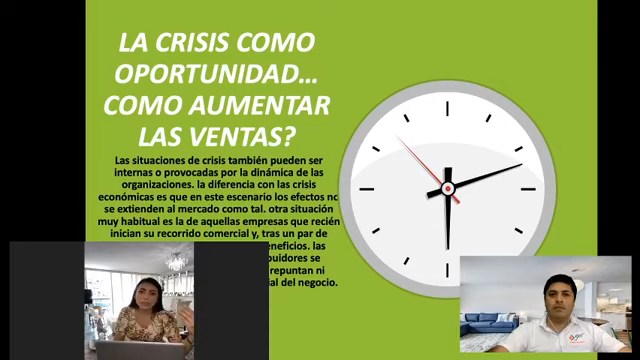 LA CRISIS COMO
OPORTUNIDAD...
COMO AUMENTAR
LAS VENTAS?
Las situaciones de crisis también pueden ser
internas o provocadas por la dinámica de las
organizaciones. la diferencia con las crisis
económicas es que en este escenario los efectos no
se extienden al mercado como tal. otra situación
muy habitual es la de aquellas empresas que recién
inician su recorrido comercial y, tras un par de
eneficios. las
buidores se
repuntan ni
ial del negocio.